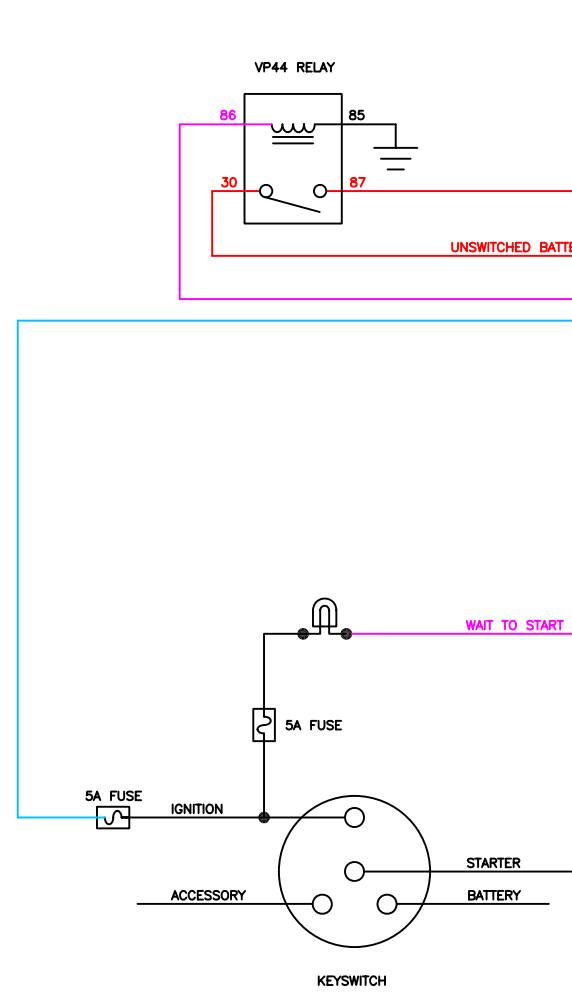 VP44 RELAY
86
85
30
87
UNSWITCHED
WAIT TO START
5A FUSE
5A FUSE
IGNITION
STARTER
ACCESSORY
BATTERY
KEYSWITCH